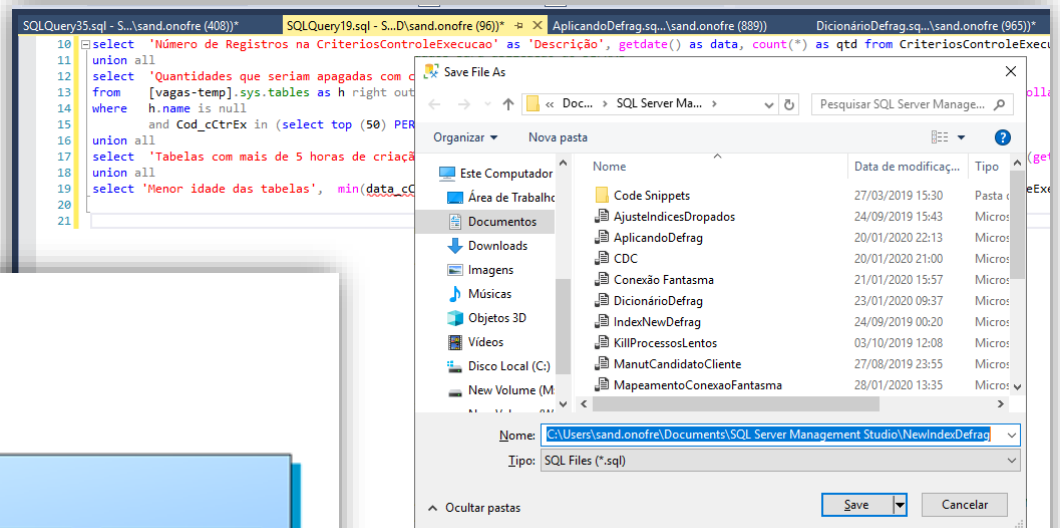 SQLQuery35.sql - S...\sand.onofre (408))*
SQLQuery19.sql - S...D\sand.onofre (96))*
AplicandoDefrag.sq...\sand.onofre (889))
DicionárioDefrag.sq...\sand.onofre (965))*
10 select 'Número de Registros na CriteriosControleExecucao' as 'Descrição', getdate() as data, count(*) as qtd from CriteriosControleExecu
11 union all
12 select 'Quantidades que seriam apagadas com c
13 from [vagas-temp].sys.tables as h right out
14 where h.name is null
15 and Cod_cCtrEx in (select top (50) PER
16 union all
17 select 'Tabelas com mais de 5 horas de criaçã
18 union all
19 select 'Menor idade das tabelas', min(data_cC
20
21
Save File As
« Doc... › SQL Server Ma... ›
Pesquisar SQL Server Manage...
Organizar
Nova pasta
Este Computador
Área de Trabalho
Documentos
Downloads
Imagens
Músicas
Objetos 3D
Vídeos
Disco Local (C:)
New Volume (M:
Nome Data de modificaç... Tipo
Code Snippets 27/03/2019 15:30 Pasta
AjusteIndicesDropados 24/09/2019 15:43 Micros
AplicandoDefrag 20/01/2020 22:13 Micros
CDC 20/01/2020 21:00 Micros
Conexão Fantasma 21/01/2020 15:57 Micros
DicionárioDefrag 23/01/2020 09:37 Micros
IndexNewDefrag 24/09/2019 00:20 Micros
KillProcessosLentos 03/10/2019 12:08 Micros
ManutCandidatoCliente 27/08/2019 23:55 Micros
MapeamentoConexaoFantasma 28/01/2020 13:35 Micros
Nome: C:\Users\sand.onofre\Documents\SQL Server Management Studio\NewIndexDefrag
Tipo: SQL Files (*.sql)
Ocultar pastas
Save
Cancelar